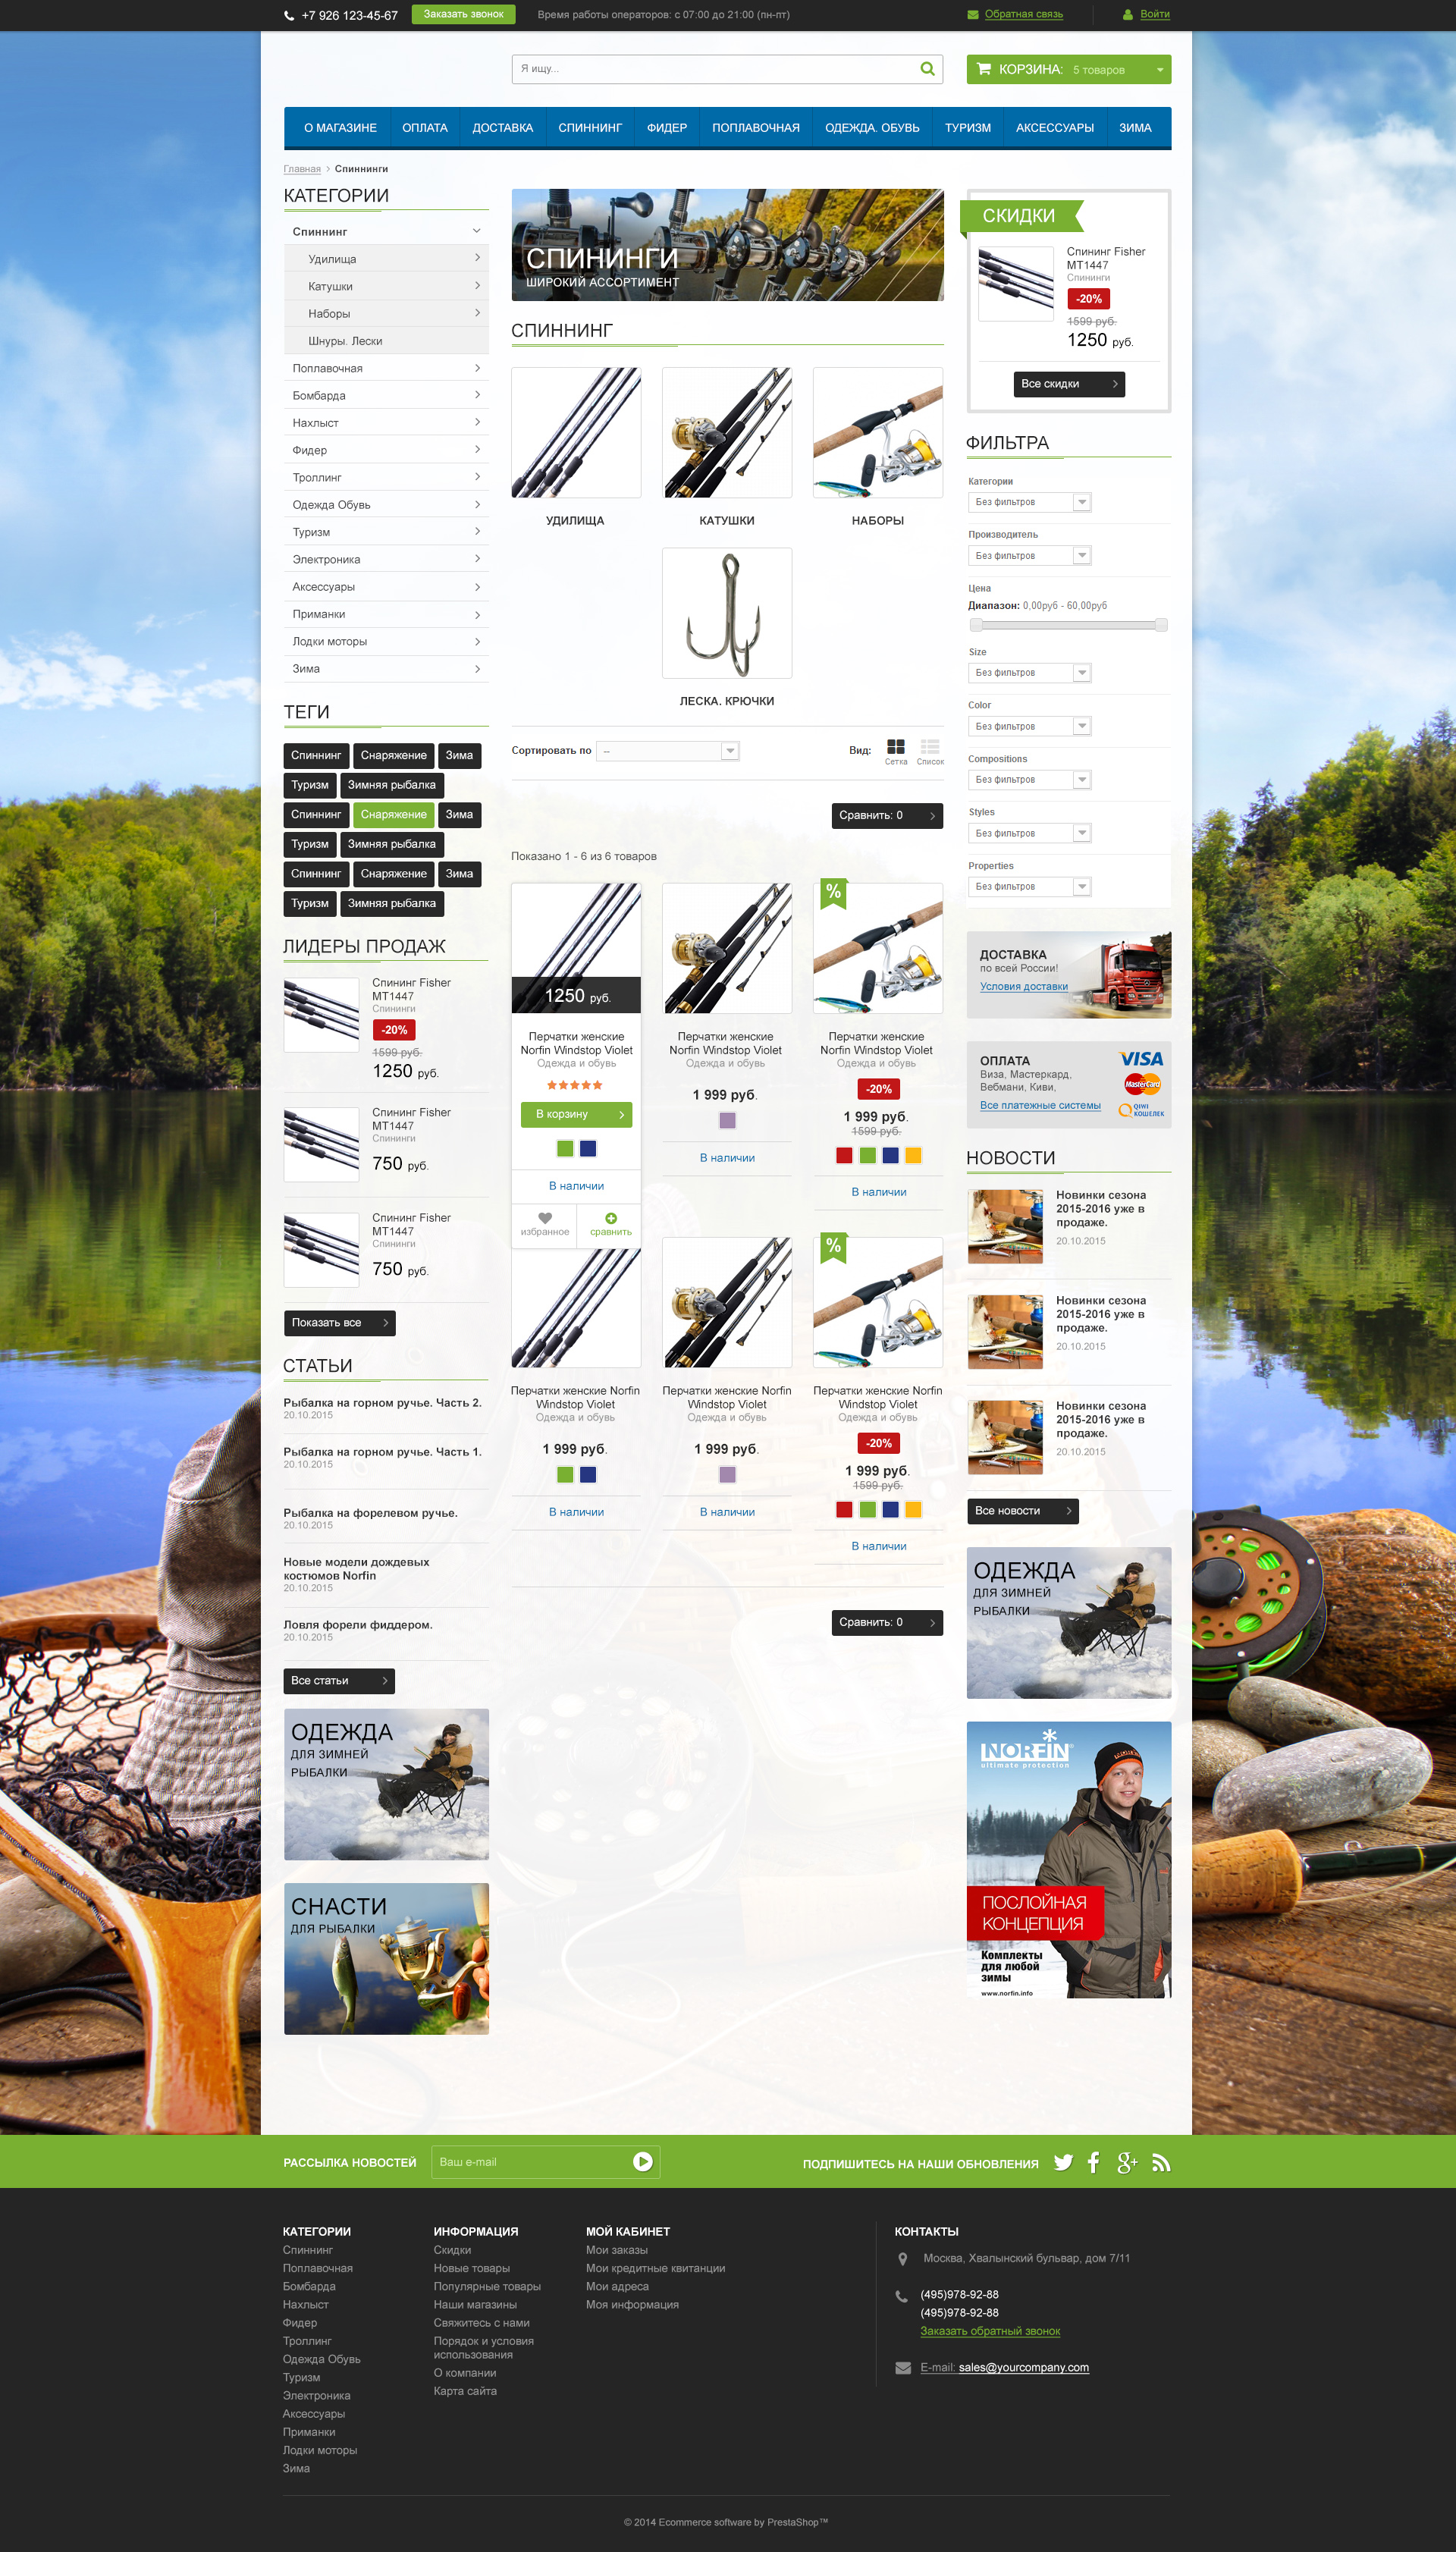 +7 926 123-45-67
Заказать звонок
Время работы операторов: с 07:00 до 21:00 (пн-пт)
Обратная связь
Войти
Я ищу...
КОРЗИНА: 5 товаров
О МАГАЗИНЕ
ОПЛАТА
ДОСТАВКА
СПИННИНГ
ФИДЕР
ПОПЛАВОЧНАЯ
ОДЕЖДА. ОБУВЬ
ТУРИЗМ
АКСЕССУАРЫ
ЗИМА
Главная > Спиннинги
КАТЕГОРИИ
Спиннинг
Удилища
Катушки
Наборы
Шнуры. Лески
Поплавочная
Бомбарда
Нахлыст
Фидер
Троллинг
Одежда Обувь
Туризм
Электроника
Аксессуары
Приманки
Лодки моторы
Зима
ТЕГИ
Спиннинг
Снаряжение
Зима
Туризм
Зимняя рыбалка
Спиннинг
Снаряжение
Зима
Туризм
Зимняя рыбалка
Спиннинг
Снаряжение
Зима
Туризм
Зимняя рыбалка
ЛИДЕРЫ ПРОДАЖ
Спининг Fisher
MT1447
Спининги
-20%
1599 руб.
1250 руб.
Спининг Fisher
MT1447
Спининги
750 руб.
Спининг Fisher
MT1447
Спининги
750 руб.
Показать все
СТАТЬИ
Рыбалка на горном ручье. Часть 2.
20.10.2015
Рыбалка на горном ручье. Часть 1.
20.10.2015
Рыбалка на форелевом ручье.
20.10.2015
Новые модели дождевых
костюмов Norfin
20.10.2015
Ловля форели фиддером.
20.10.2015
Все статьи
ОДЕЖДА
ДЛЯ ЗИМНЕЙ
РЫБАЛКИ
СНАСТИ
ДЛЯ РЫБАЛКИ
СПИНИНГИ
ШИРОКИЙ АССОРТИМЕНТ
СПИННИНГ
УДИЛИЩА
КАТУШКИ
НАБОРЫ
ЛЕСКА. КРЮЧКИ
Сортировать по
--
Вид:
Сетка
Список
Сравнить: 0
Показано 1 - 6 из 6 товаров
1250 руб.
Перчатки женские
Norfin Windstop Violet
Одежда и обувь
В корзину
В наличии
избранное
сравнить
Перчатки женские
Norfin Windstop Violet
Одежда и обувь
1 999 руб.
В наличии
%
Перчатки женские
Norfin Windstop Violet
Одежда и обувь
-20%
1 999 руб.
1599 руб.
В наличии
Перчатки женские Norfin
Windstop Violet
Одежда и обувь
1 999 руб.
В наличии
Перчатки женские Norfin
Windstop Violet
Одежда и обувь
1 999 руб.
В наличии
%
Перчатки женские Norfin
Windstop Violet
Одежда и обувь
-20%
1 999 руб.
1599 руб.
В наличии
Сравнить: 0
СКИДКИ
Спининг Fisher
MT1447
Спининги
-20%
1599 руб.
1250 руб.
Все скидки
ФИЛЬТРА
Категории
Без фильтров
Производитель
Без фильтров
Цена
Диапазон: 0,00руб - 60,00руб
Size
Без фильтров
Color
Без фильтров
Compositions
Без фильтров
Styles
Без фильтров
Properties
Без фильтров
ДОСТАВКА
по всей России!
Условия доставки
ОПЛАТА
Виза, Мастеркард,
Вебмани, Киви,
Все платежные системы
VISA
MasterCard
QIWI
КОШЕЛЕК
НОВОСТИ
Новинки сезона
2015-2016 уже в
продаже.
20.10.2015
Новинки сезона
2015-2016 уже в
продаже.
20.10.2015
Новинки сезона
2015-2016 уже в
продаже.
20.10.2015
Все новости
ОДЕЖДА
ДЛЯ ЗИМНЕЙ
РЫБАЛКИ
NORFIN®
ultimate protection
ПОСЛОЙНАЯ
КОНЦЕПЦИЯ
Комплекты
для любой
зимы
www.norfin.info
РАССЫЛКА НОВОСТЕЙ
Ваш e-mail
ПОДПИШИТЕСЬ НА НАШИ ОБНОВЛЕНИЯ
КАТЕГОРИИ
Спиннинг
Поплавочная
Бомбарда
Нахлыст
Фидер
Троллинг
Одежда Обувь
Туризм
Электроника
Аксессуары
Приманки
Лодки моторы
Зима
ИНФОРМАЦИЯ
Скидки
Новые товары
Популярные товары
Наши магазины
Свяжитесь с нами
Порядок и условия
использования
О компании
Карта сайта
МОЙ КАБИНЕТ
Мои заказы
Мои кредитные квитанции
Мои адреса
Моя информация
КОНТАКТЫ
Москва, Хвалынский бульвар, дом 7/11
(495)978-92-88
(495)978-92-88
Заказать обратный звонок
E-mail: sales@yourcompany.com
© 2014 Ecommerce software by PrestaShop™